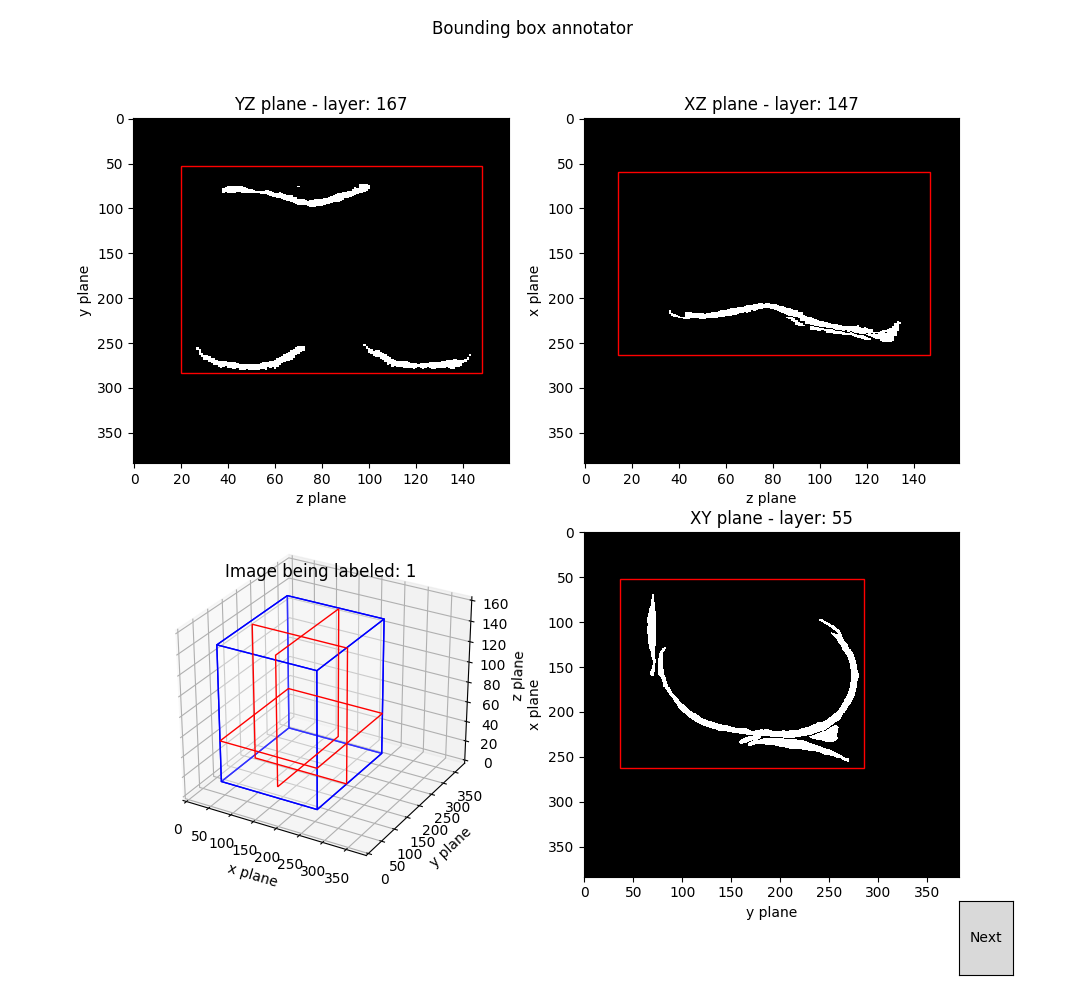 Bounding box annotator
YZ plane - layer: 167
0
50
100
150
200
250
300
350
y plane
0 20 40 60 80 100 120 140
z plane
XZ plane - layer: 147
0
50
100
150
200
250
300
350
x plane
0 20 40 60 80 100 120 140
z plane
Image being labeled: 1
160
140
120
100
80
60
40
20
0
z plane
0 50 100 150 200 250 300 350
x plane
0 50 100 150 200 250 300 350
y plane
XY plane - layer: 55
0
50
100
150
200
250
300
350
x plane
0 50 100 150 200 250 300 350
y plane
Next